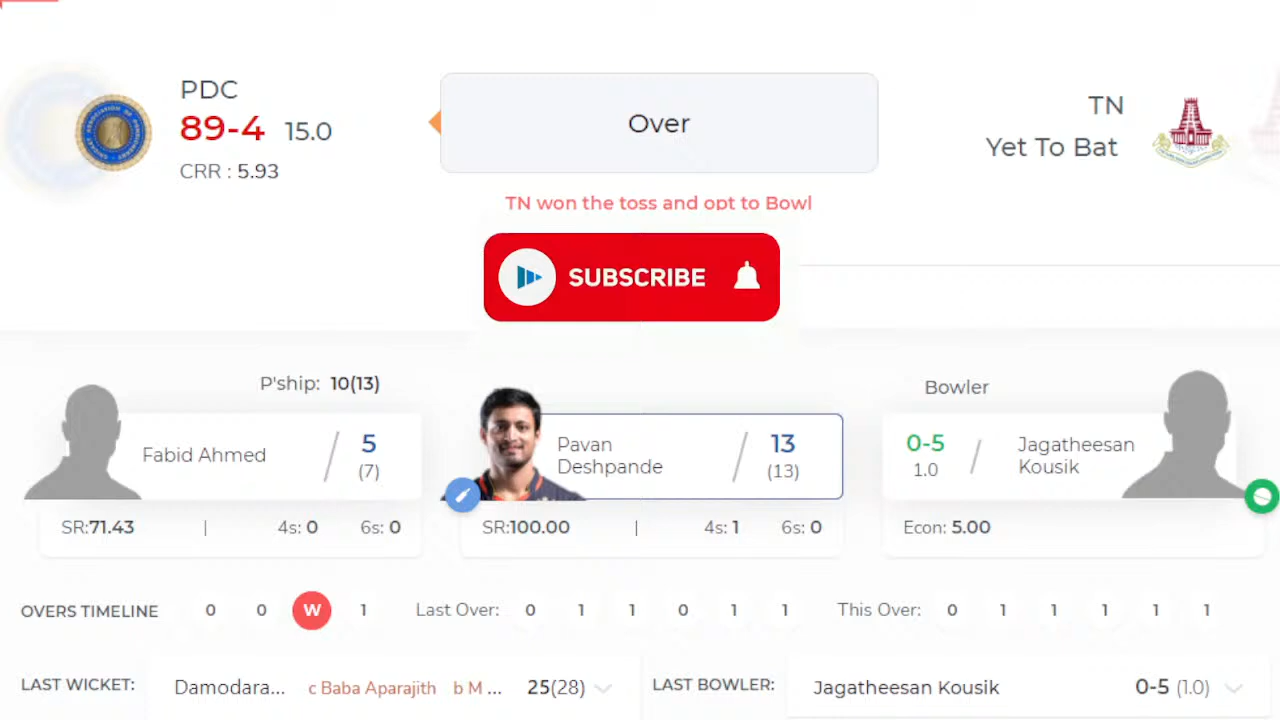 PDC
89-4 15.0
CRR : 5.93
Over
TN
Yet To Bat
TN won the toss and opt to Bowl
SUBSCRIBE
P'ship: 10(13)
Fabid Ahmed / 5
(7)
SR:71.43 | 4s: 0 6s: 0
Pavan
Deshpande / 13
(13)
SR:100.00 | 4s: 1 6s: 0
Bowler
0-5 / Jagatheesan
1.0 Kousik
Econ: 5.00
OVERS TIMELINE 0 0 W 1 Last Over: 0 1 1 0 1 1 This Over: 0 1 1 1 1 1
LAST WICKET: Damodara... c Baba Aparajith b M ... 25(28) LAST BOWLER: Jagatheesan Kousik 0-5 (1.0)